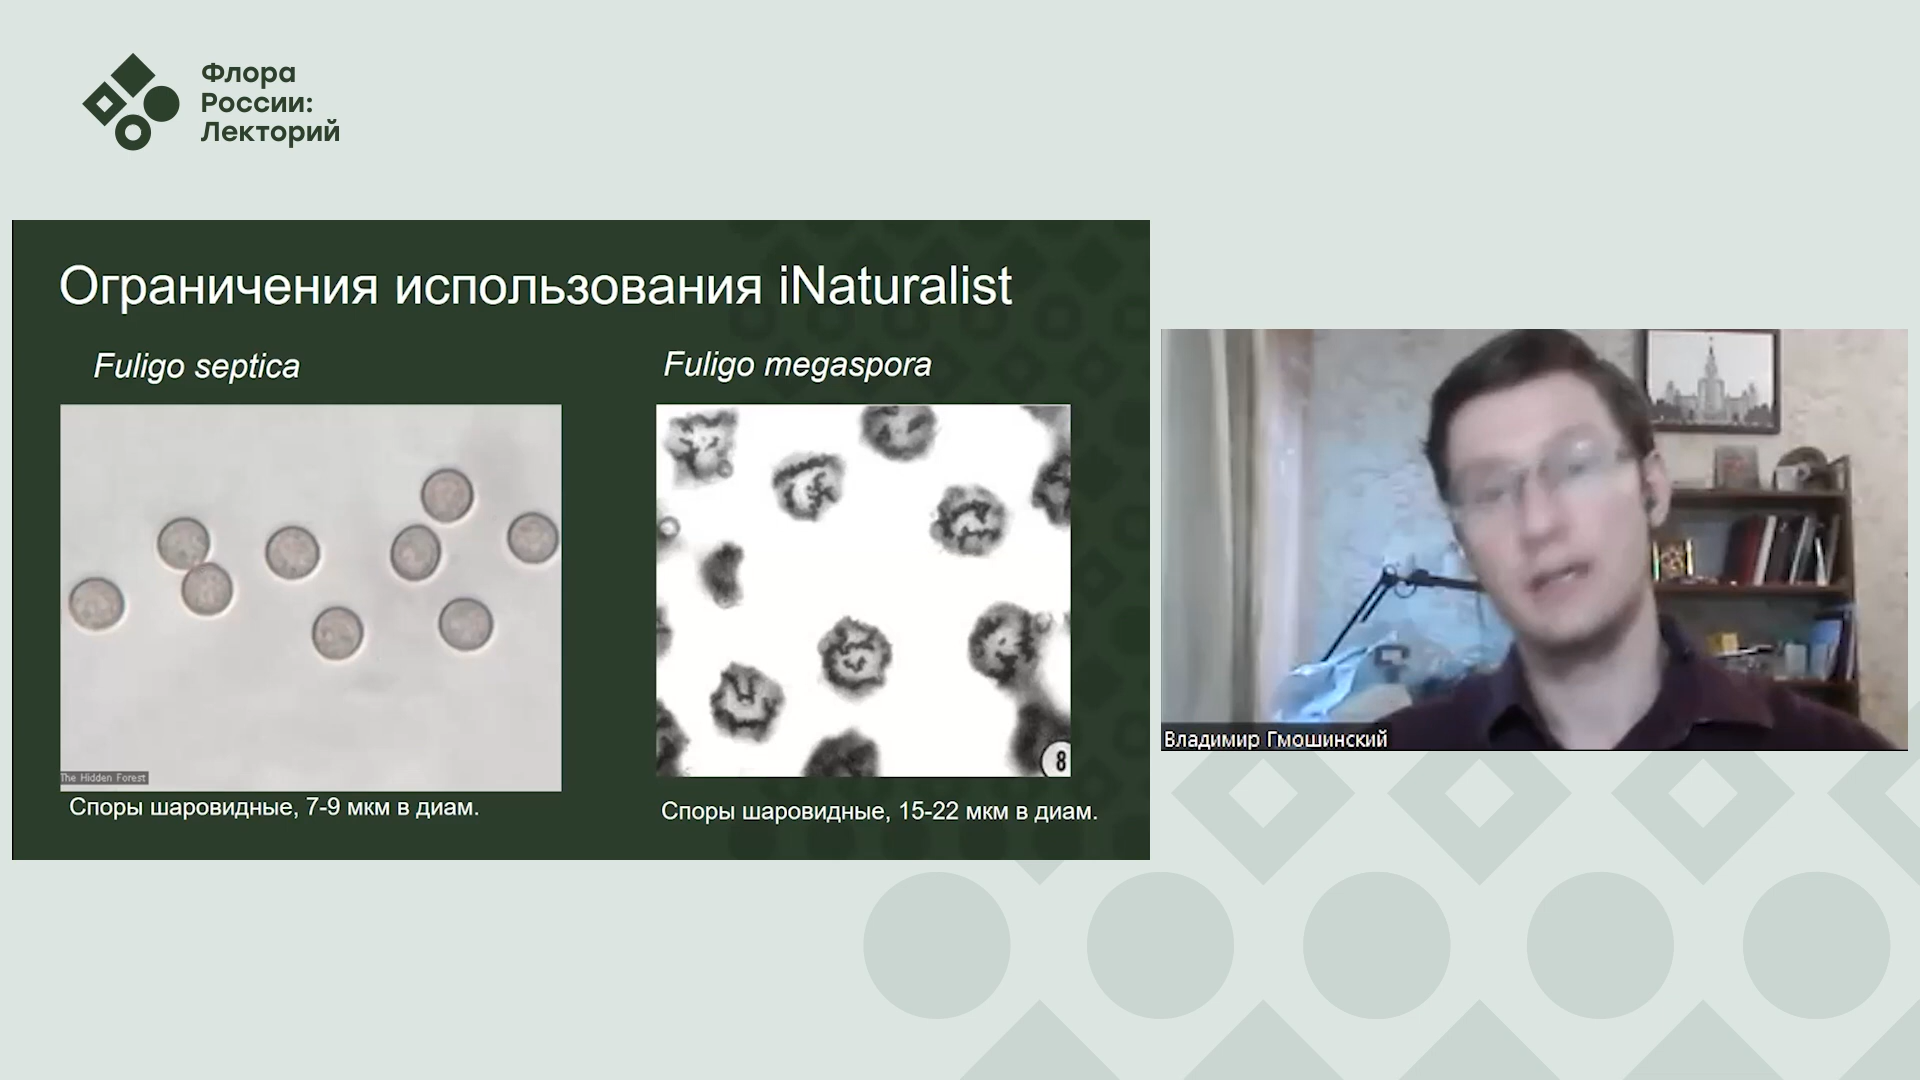 Флора
России:
Лекторий
Ограничения использования iNaturalist
Fuligo septica
Fuligo megaspora
The Hidden Forest
8
Споры шаровидные, 7-9 мкм в диам.
Споры шаровидные, 15-22 мкм в диам.
Владимир Гмошинский